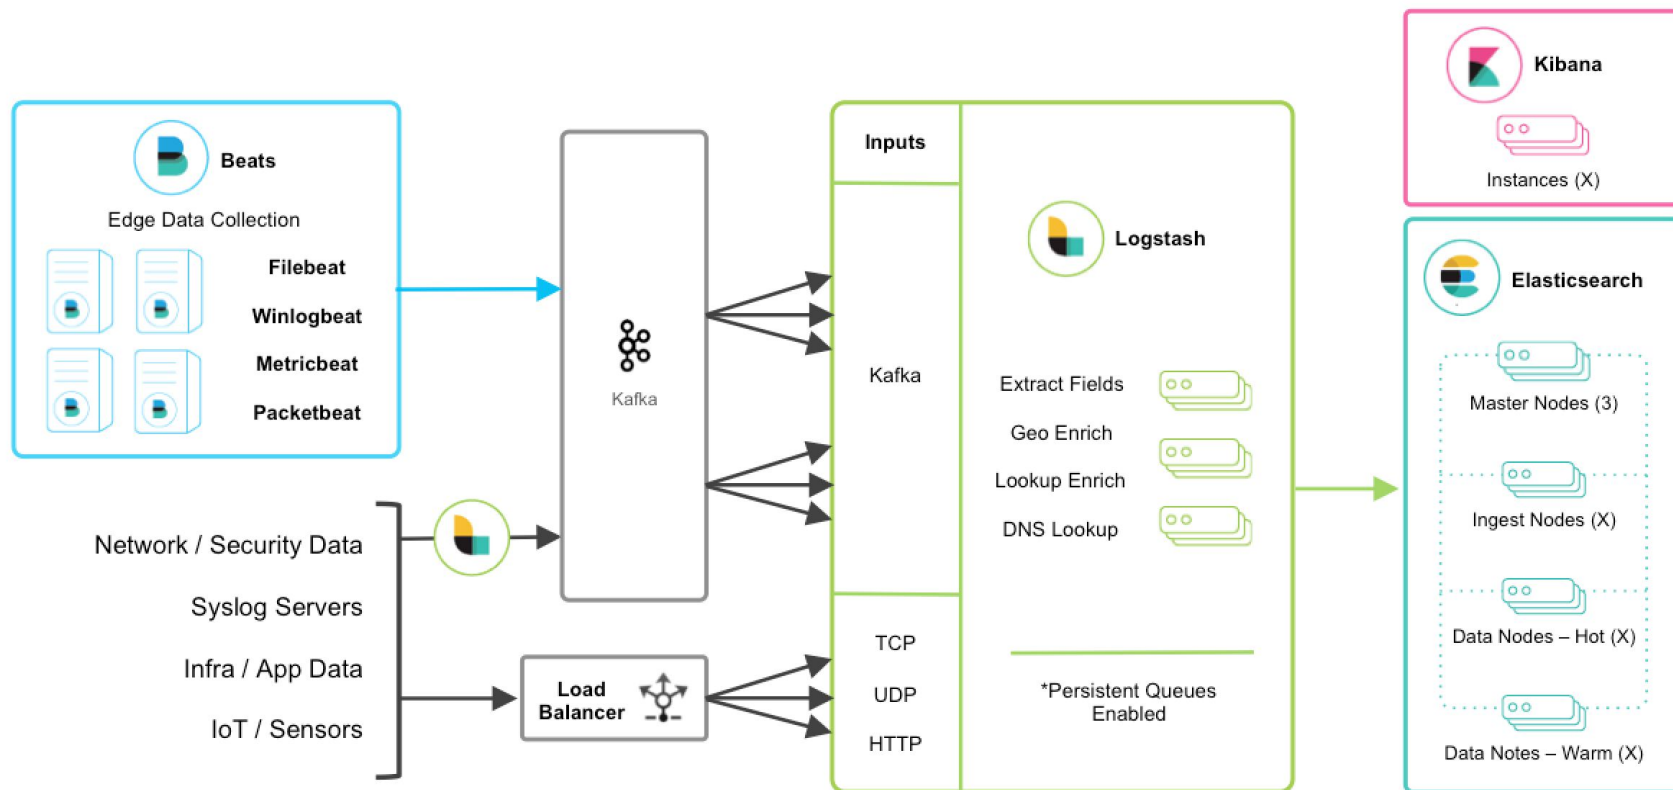 Beats
Edge Data Collection
Filebeat
Winlogbeat
Metricbeat
Packetbeat
Network / Security Data
Syslog Servers
Infra / App Data
IoT / Sensors
Kafka
Load
Balancer
Inputs
Kafka
TCP
UDP
HTTP
Logstash
Extract Fields
Geo Enrich
Lookup Enrich
DNS Lookup
*Persistent Queues
Enabled
Kibana
Instances (X)
Elasticsearch
Master Nodes (3)
Ingest Nodes (X)
Data Nodes – Hot (X)
Data Notes – Warm (X)